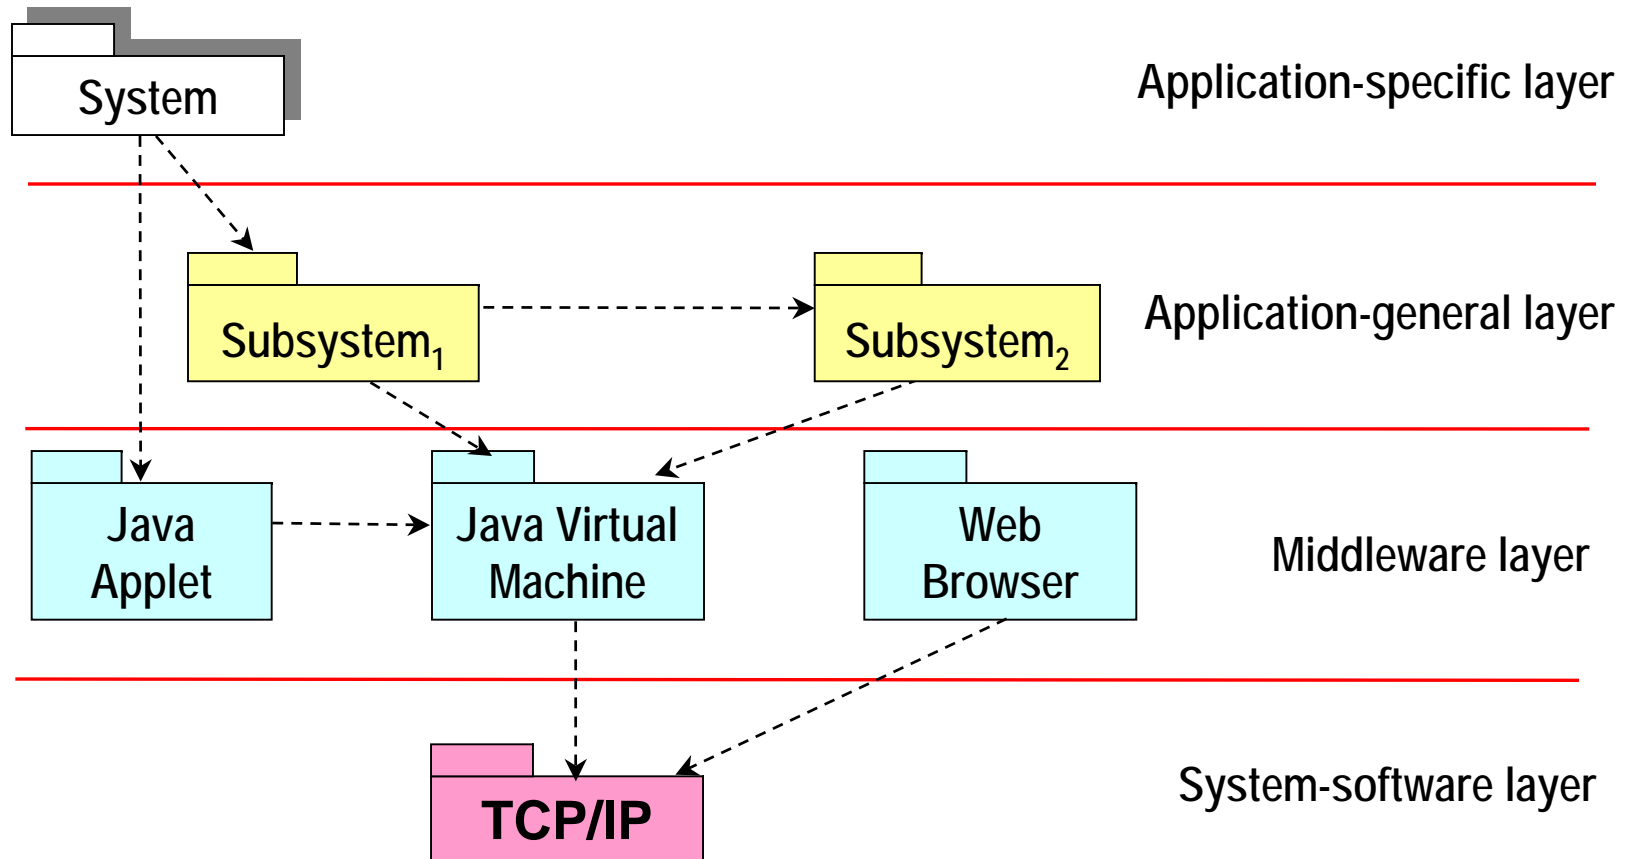 System
Application-specific layer
Subsystem₁
Subsystem₂
Application-general layer
Java
Applet
Java Virtual
Machine
Web
Browser
Middleware layer
TCP/IP
System-software layer